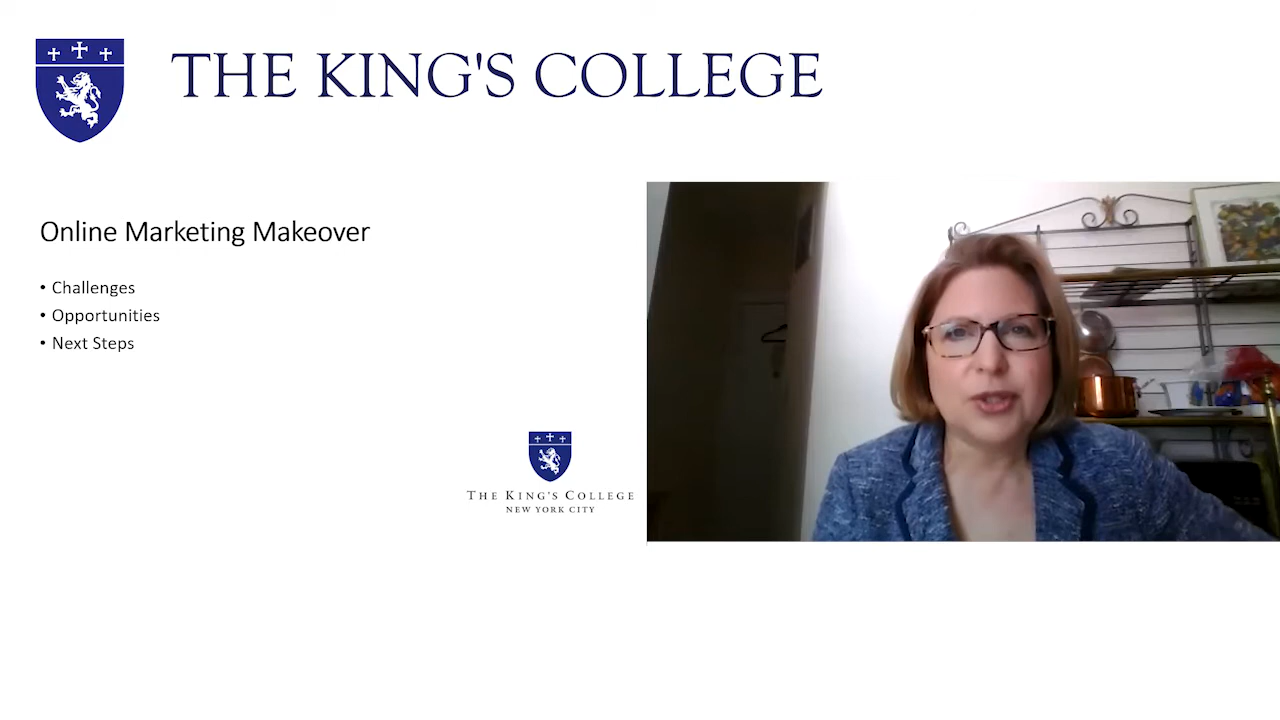 THE KING'S COLLEGE
Online Marketing Makeover
• Challenges
• Opportunities
• Next Steps
THE KING'S COLLEGE
NEW YORK CITY